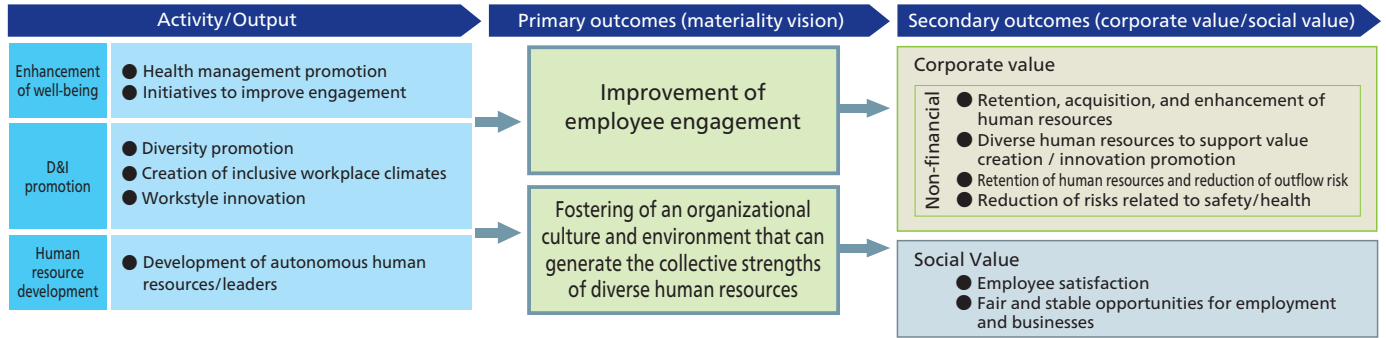 Activity/Output
Primary outcomes (materiality vision)
Secondary outcomes (corporate value/social value)
Enhancement
of well-being
● Health management promotion
● Initiatives to improve engagement
D&I
promotion
● Diversity promotion
● Creation of inclusive workplace climates
● Workstyle innovation
Human
resource
development
● Development of autonomous human
resources/leaders
Improvement of
employee engagement
Fostering of an organizational
culture and environment that can
generate the collective strengths
of diverse human resources
Corporate value
Non-financial
● Retention, acquisition, and enhancement of
human resources
● Diverse human resources to support value
creation / innovation promotion
● Retention of human resources and reduction of outflow risk
● Reduction of risks related to safety/health
Social Value
● Employee satisfaction
● Fair and stable opportunities for employment
and businesses